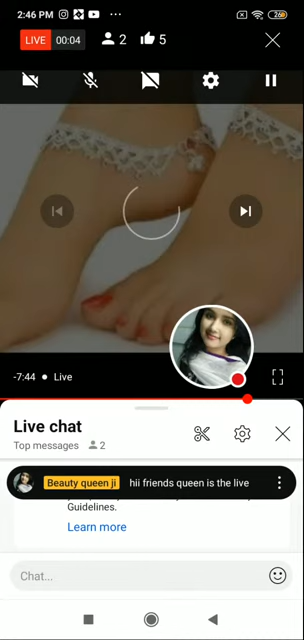 2:46 PM
26
LIVE 00:04 2 5
-7:44 • Live
Live chat
Top messages 2
Beauty queen ji hii friends queen is the live
Guidelines.
Learn more
Chat...